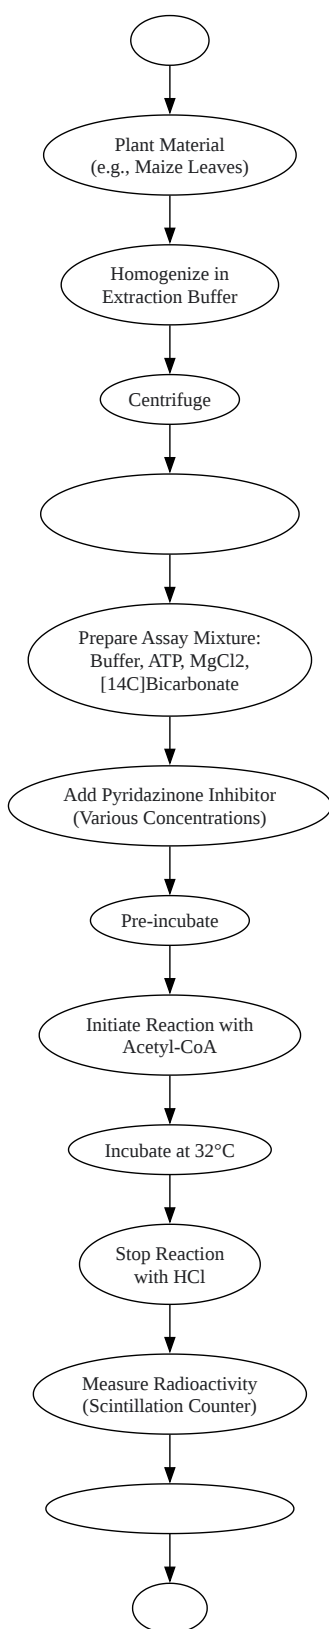 Plant Material
(e.g., Maize Leaves)
Homogenize in
Extraction Buffer
Centrifuge
Prepare Assay Mixture:
Buffer, ATP, MgCl2,
[14C]Bicarbonate
Add Pyridazinone Inhibitor
(Various Concentrations)
Pre-incubate
Initiate Reaction with
Acetyl-CoA
Incubate at 32°C
Stop Reaction
with HCl
Measure Radioactivity
(Scintillation Counter)